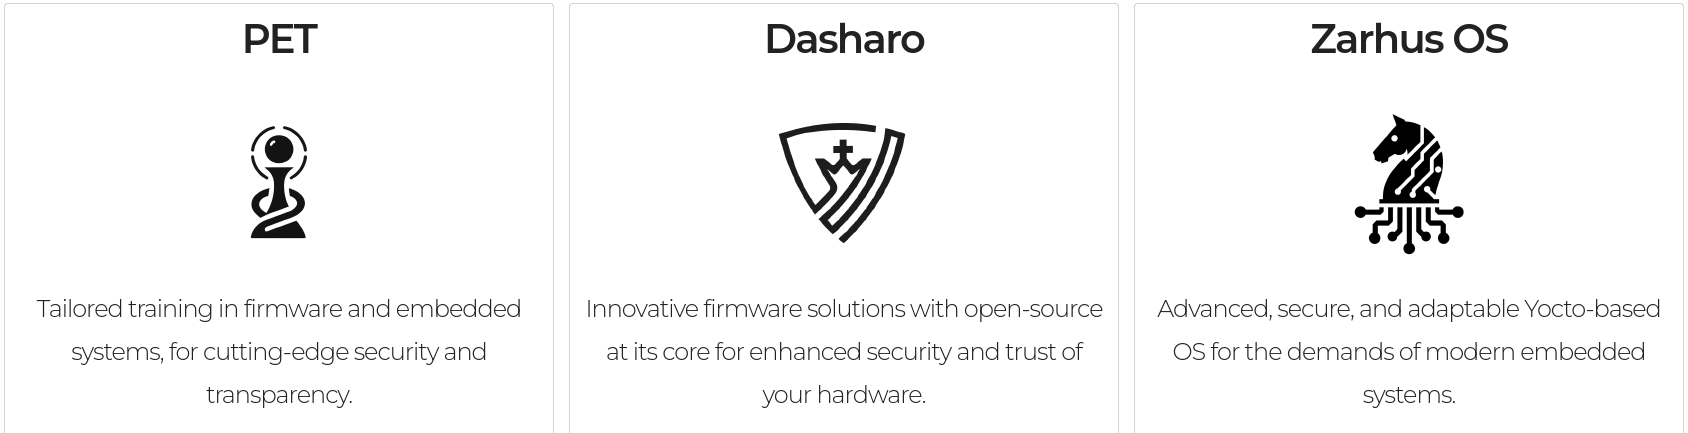 PET
Tailored training in firmware and embedded
systems, for cutting-edge security and
transparency.
Dasharo
Innovative firmware solutions with open-source
at its core for enhanced security and trust of
your hardware.
Zarhus OS
Advanced, secure, and adaptable Yocto-based
OS for the demands of modern embedded
systems.